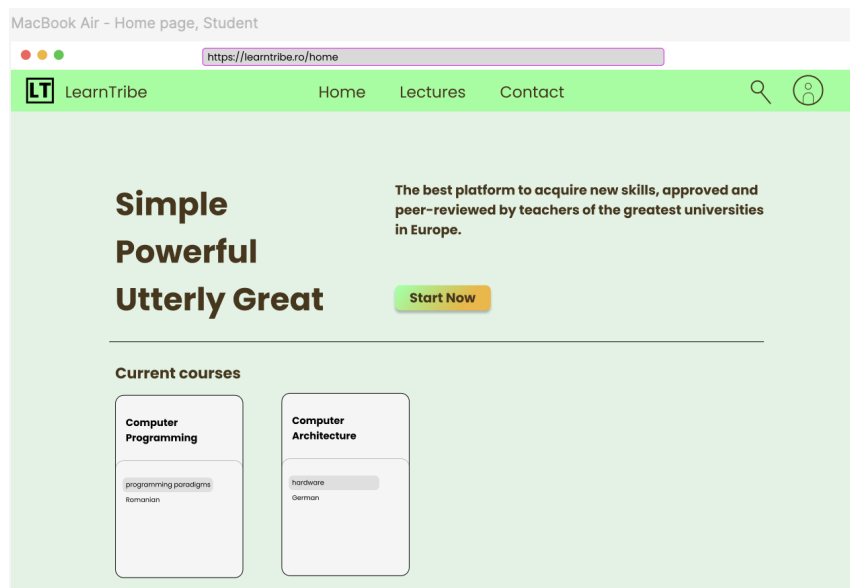 MacBook Air - Home page, Student
https://learntribe.ro/home
LT LearnTribe Home Lectures Contact
Simple
Powerful
Utterly Great
The best platform to acquire new skills, approved and
peer-reviewed by teachers of the greatest universities
in Europe.
Start Now
Current courses
Computer
Programming
programming paradigms
Romanian
Computer
Architecture
hardware
German